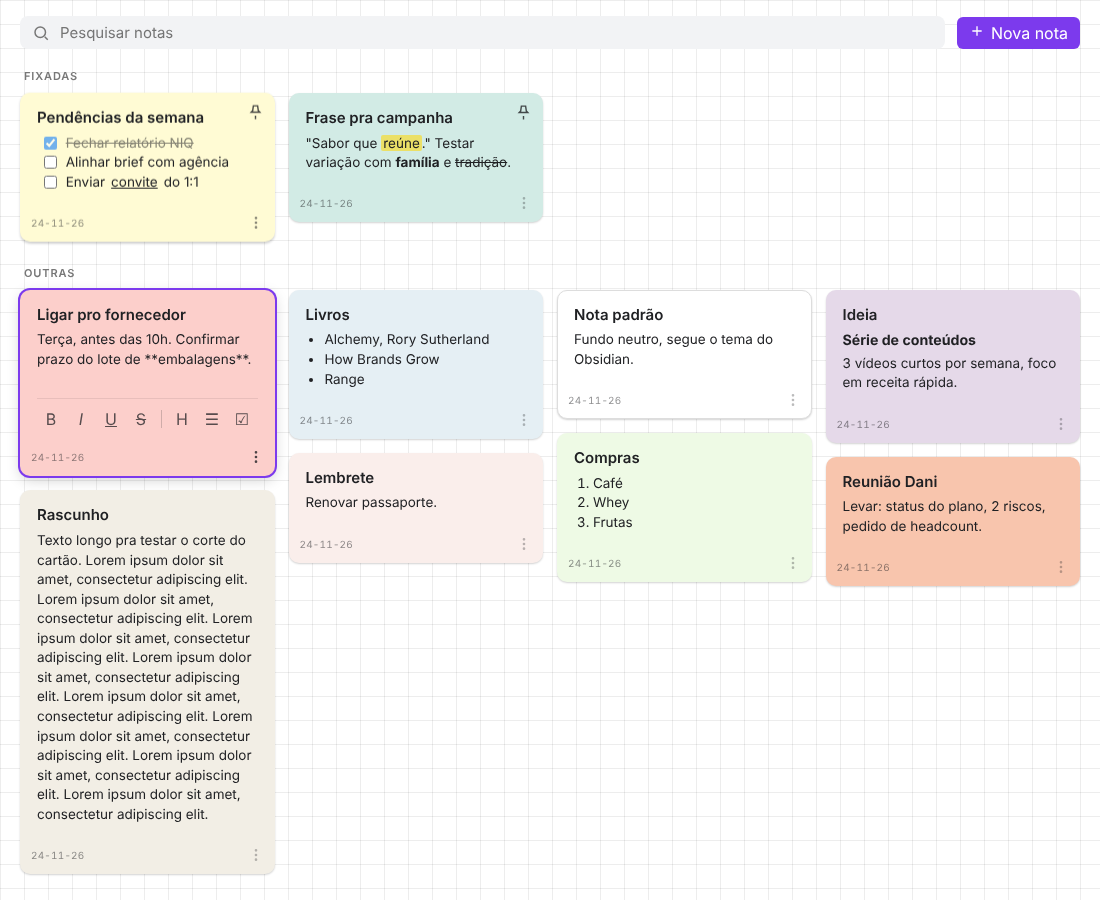 Pesquisar notas
+ Nova nota
FIXADAS
Pendências da semana
Fechar relatório NIQ
Alinhar brief com agência
Enviar convite do 1:1
24-11-26
Frase pra campanha
"Sabor que reúne." Testar
variação com família e tradição.
24-11-26
OUTRAS
Ligar pro fornecedor
Terça, antes das 10h. Confirmar
prazo do lote de **embalagens**.
B I U S H ☰ ☑
24-11-26
Livros
• Alchemy, Rory Sutherland
• How Brands Grow
• Range
24-11-26
Nota padrão
Fundo neutro, segue o tema do
Obsidian.
24-11-26
Ideia
Série de conteúdos
3 vídeos curtos por semana, foco
em receita rápida.
24-11-26
Rascunho
Texto longo pra testar o corte do
cartão. Lorem ipsum dolor sit
amet, consectetur adipiscing elit.
Lorem ipsum dolor sit amet,
consectetur adipiscing elit. Lorem
ipsum dolor sit amet, consectetur
adipiscing elit. Lorem ipsum dolor
sit amet, consectetur adipiscing
elit. Lorem ipsum dolor sit amet,
consectetur adipiscing elit. Lorem
ipsum dolor sit amet, consectetur
adipiscing elit. Lorem ipsum dolor
sit amet, consectetur adipiscing
elit. Lorem ipsum dolor sit amet,
consectetur adipiscing elit.
24-11-26
Lembrete
Renovar passaporte.
24-11-26
Compras
1. Café
2. Whey
3. Frutas
24-11-26
Reunião Dani
Levar: status do plano, 2 riscos,
pedido de headcount.
24-11-26